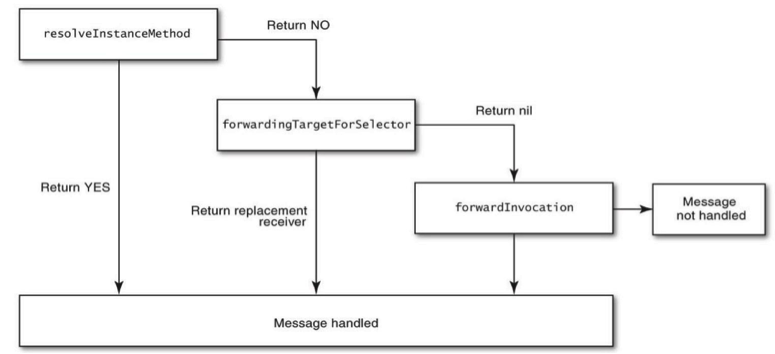 Return NO
resolveInstanceMethod
Return nil
forwardingTargetForSelector
Return YES
Return replacement
receiver
forwardInvocation
Message
not handled
Message handled